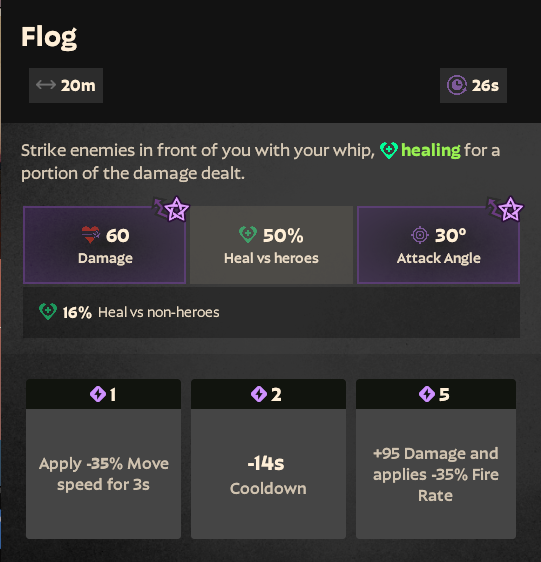 Flog
20m
26s
Strike enemies in front of you with your whip, healing for a
portion of the damage dealt.
60
Damage
50%
Heal vs heroes
30°
Attack Angle
16% Heal vs non-heroes
1
2
5
Apply -35% Move
speed for 3s
-14s
Cooldown
+95 Damage and
applies -35% Fire
Rate